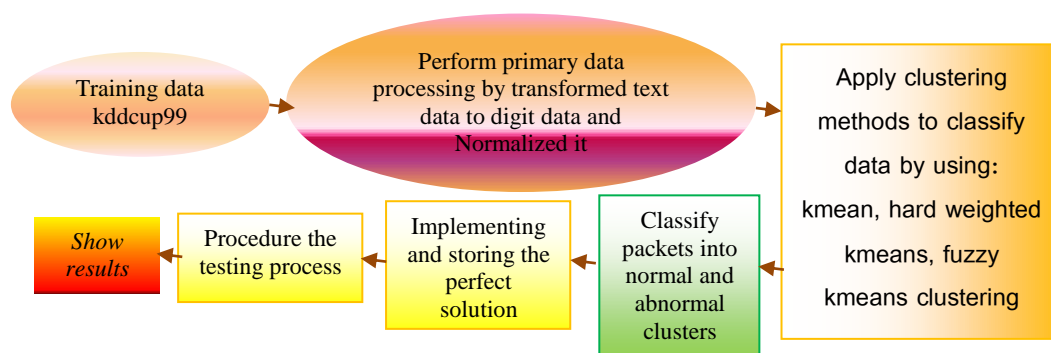 Training data
kddcup99
Perform primary data
processing by transformed text
data to digit data and
Normalized it
Apply clustering
methods to classify
data by using:
kmean, hard weighted
kmeans, fuzzy
kmeans clustering
Classify
packets into
normal and
abnormal
clusters
Implementing
and storing the
perfect
solution
Procedure the
testing process
Show
results